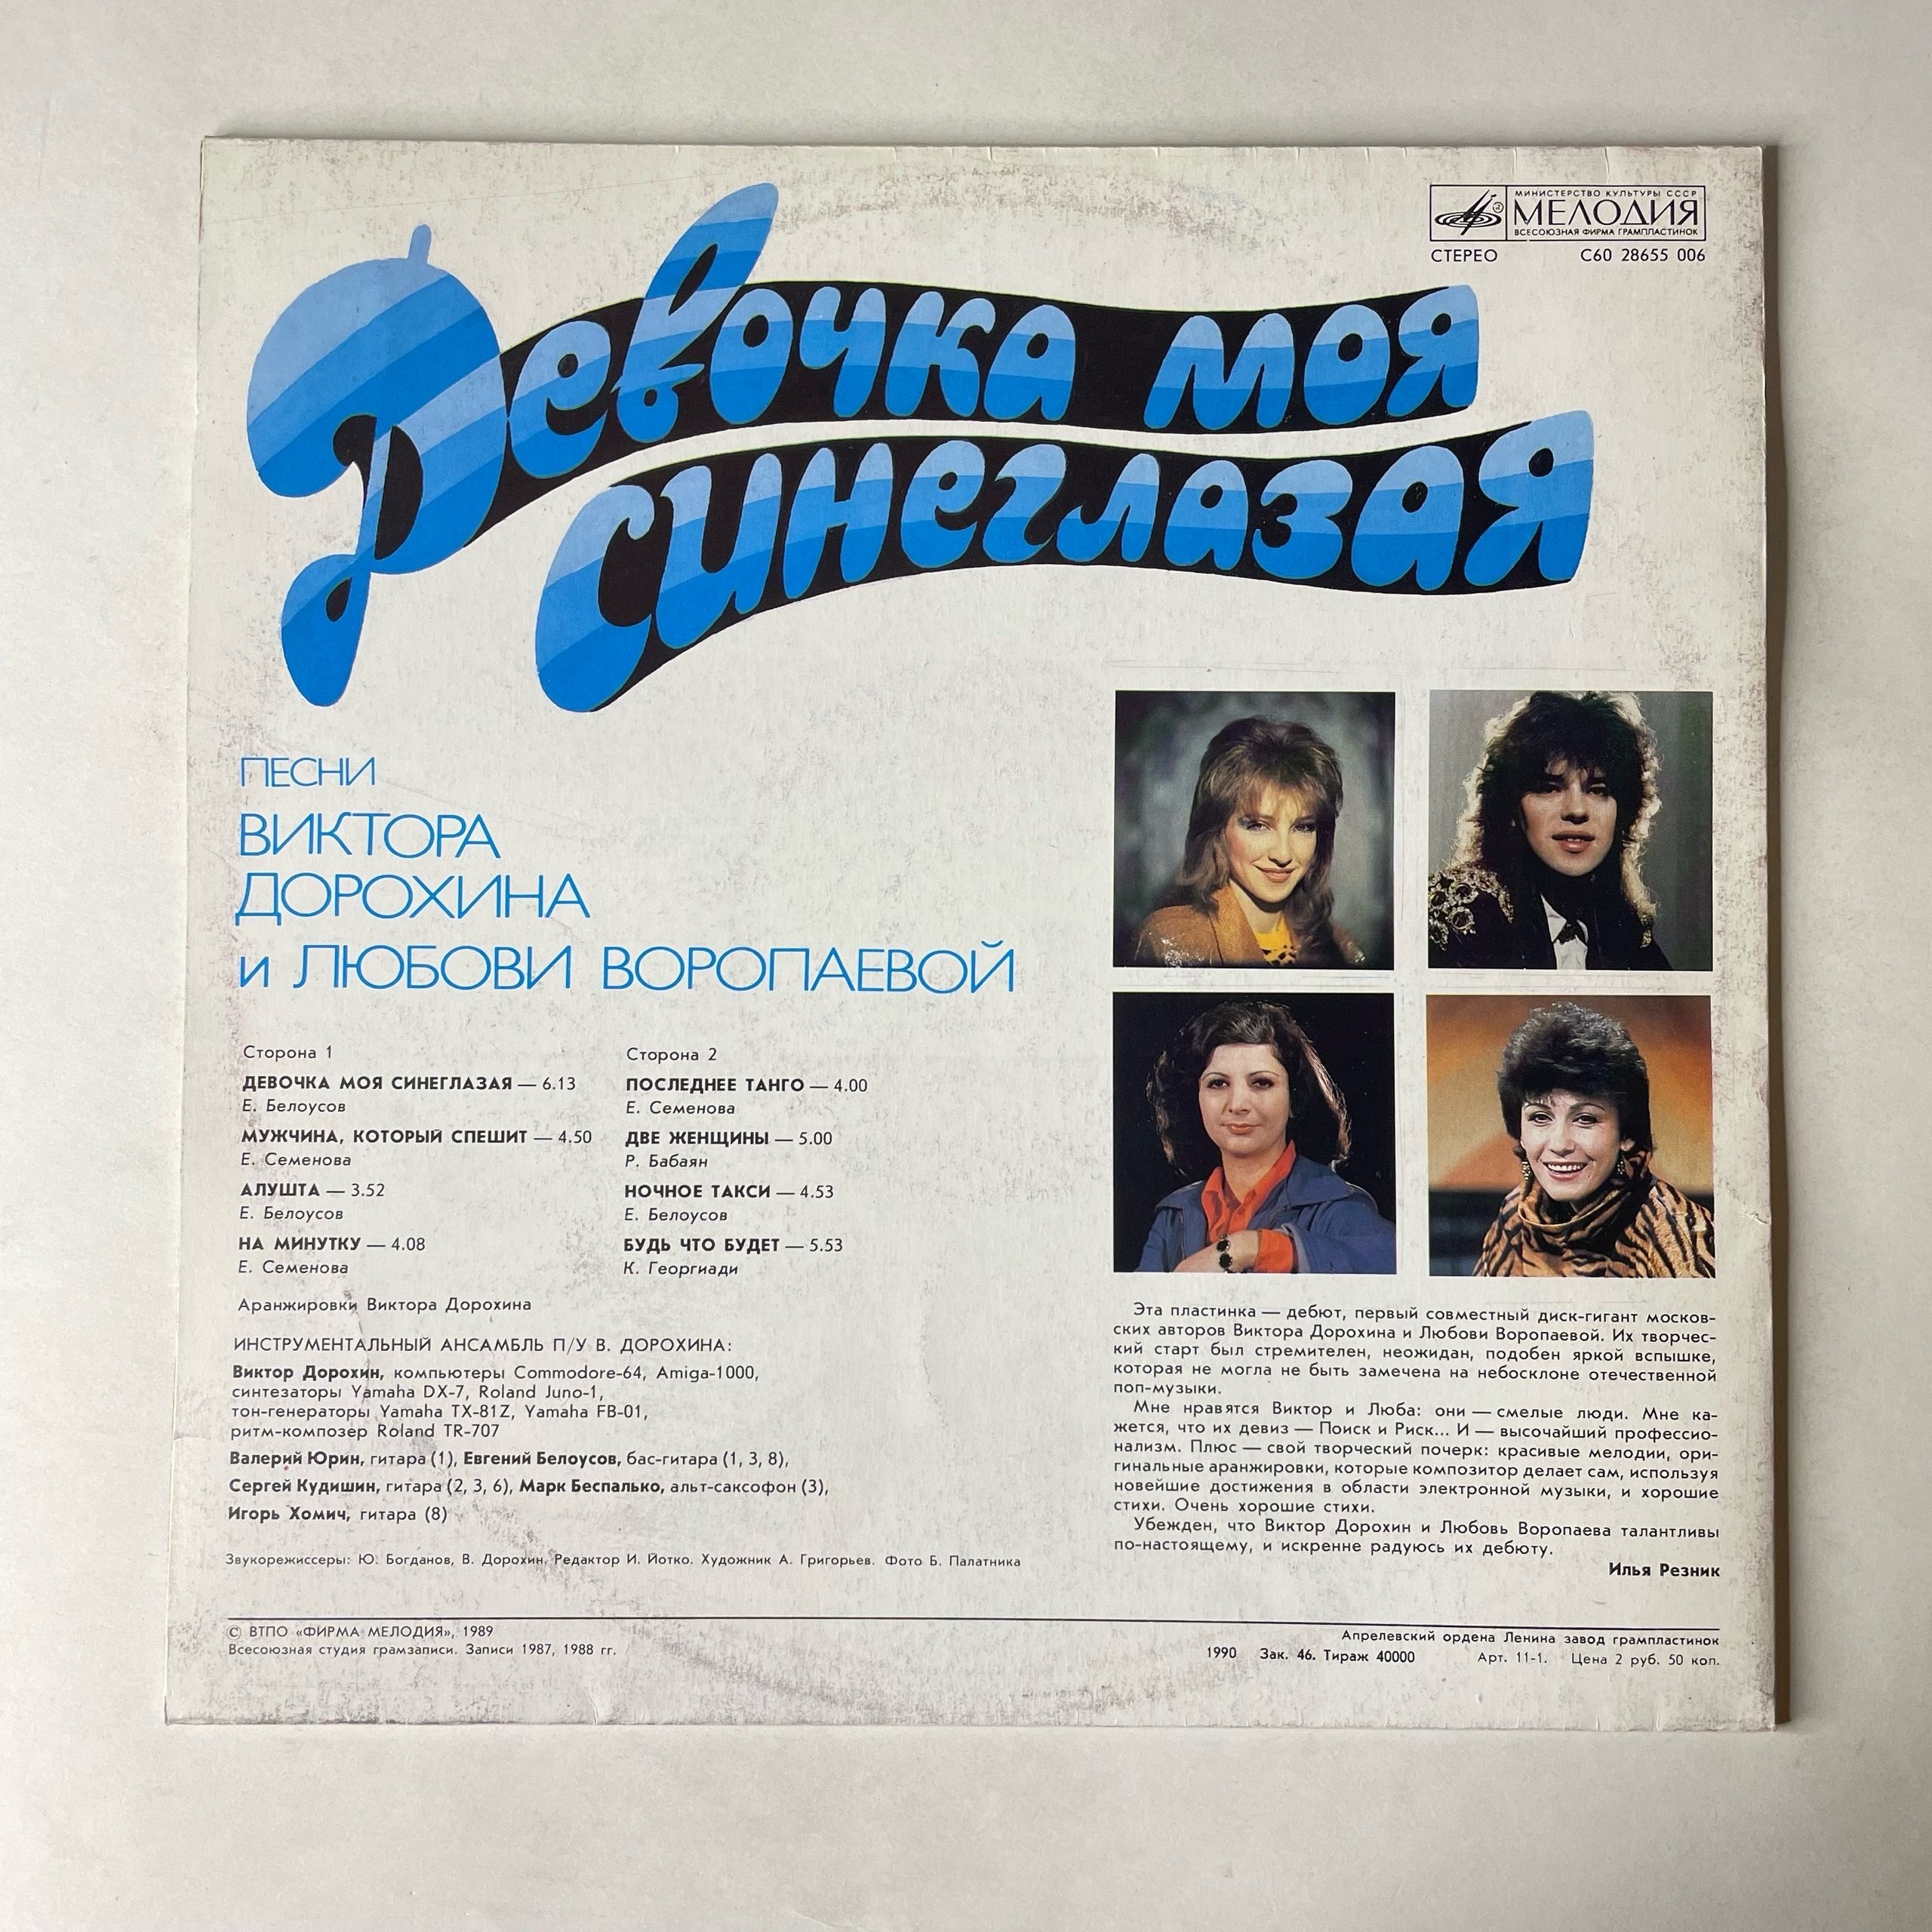 МИНИСТЕРСТВО КУЛЬТУРЫ СССР
МЕЛОДИЯ
ВСЕСОЮЗНАЯ ФИРМА ГРАМПЛАСТИНОК
СТЕРЕО С60 28655 006
Девочка моя
синеглазая
ПЕСНИ
ВИКТОРА
ДОРОХИНА
и ЛЮБОВИ ВОРОПАЕВОЙ
Сторона 1
ДЕВОЧКА МОЯ СИНЕГЛАЗАЯ — 6.13
Е. Белоусов
МУЖЧИНА, КОТОРЫЙ СПЕШИТ — 4.50
Е. Семенова
АЛУШТА — 3.52
Е. Белоусов
НА МИНУТКУ — 4.08
Е. Семенова
Сторона 2
ПОСЛЕДНЕЕ ТАНГО — 4.00
Е. Семенова
ДВЕ ЖЕНЩИНЫ — 5.00
Р. Бабаян
НОЧНОЕ ТАКСИ — 4.53
Е. Белоусов
БУДЬ ЧТО БУДЕТ — 5.53
К. Георгиади
Аранжировки Виктора Дорохина
ИНСТРУМЕНТАЛЬНЫЙ АНСАМБЛЬ П/У В. ДОРОХИНА:
Виктор Дорохин, компьютеры Commodore-64, Amiga-1000,
синтезаторы Yamaha DX-7, Roland Juno-1,
тон-генераторы Yamaha TX-81Z, Yamaha FB-01,
ритм-композер Roland TR-707
Валерий Юрин, гитара (1), Евгений Белоусов, бас-гитара (1, 3, 8),
Сергей Кудишин, гитара (2, 3, 6), Марк Беспалько, альт-саксофон (3),
Игорь Хомич, гитара (8)
Звукорежиссеры: Ю. Богданов, В. Дорохин. Редактор И. Йотко. Художник А. Григорьев. Фото Б. Палатника
Эта пластинка — дебют, первый совместный диск-гигант москов-
ских авторов Виктора Дорохина и Любови Воропаевой. Их творчес-
кий старт был стремителен, неожидан, подобен яркой вспышке,
которая не могла не быть замечена на небосклоне отечественной
поп-музыки.
Мне нравятся Виктор и Люба: они — смелые люди. Мне ка-
жется, что их девиз — Поиск и Риск... И — высочайший профессио-
нализм. Плюс — свой творческий почерк: красивые мелодии, ори-
гинальные аранжировки, которые композитор делает сам, используя
новейшие достижения в области электронной музыки, и хорошие
стихи. Очень хорошие стихи.
Убежден, что Виктор Дорохин и Любовь Воропаева талантливы
по-настоящему, и искренне радуюсь их дебюту.
Илья Резник
© ВТПО «ФИРМА МЕЛОДИЯ», 1989
Всесоюзная студия грамзаписи. Записи 1987, 1988 гг.
Апрелевский ордена Ленина завод грампластинок
1990 Зак. 46. Тираж 40000 Арт. 11-1. Цена 2 руб. 50 коп.